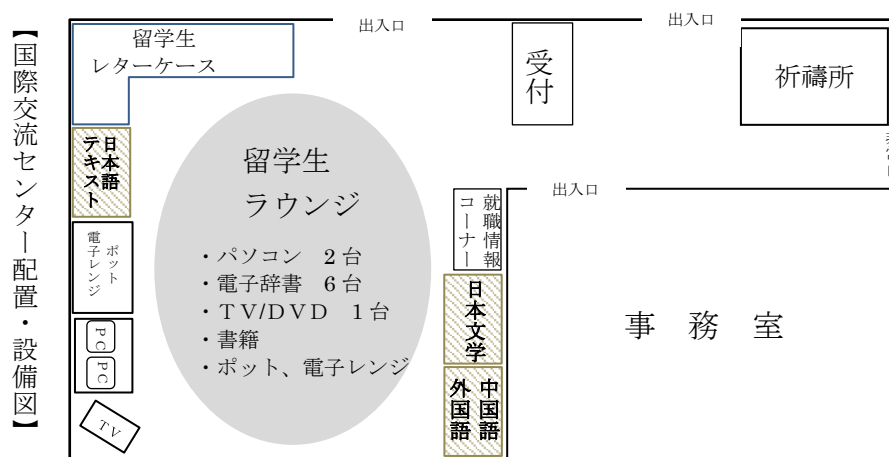 【国際交流センター配置・設備図】
出入口
出入口
留学生
レターケース
受付
祈禱所
日本語
テキスト
留学生
ラウンジ
・パソコン　2台
・電子辞書　6台
・TV/DVD　1台
・書籍
・ポット、電子レンジ
ポット
電子レンジ
PC
PC
TV
出入口
就職情報
コーナー
日本文学
中国語
外国語
事務室